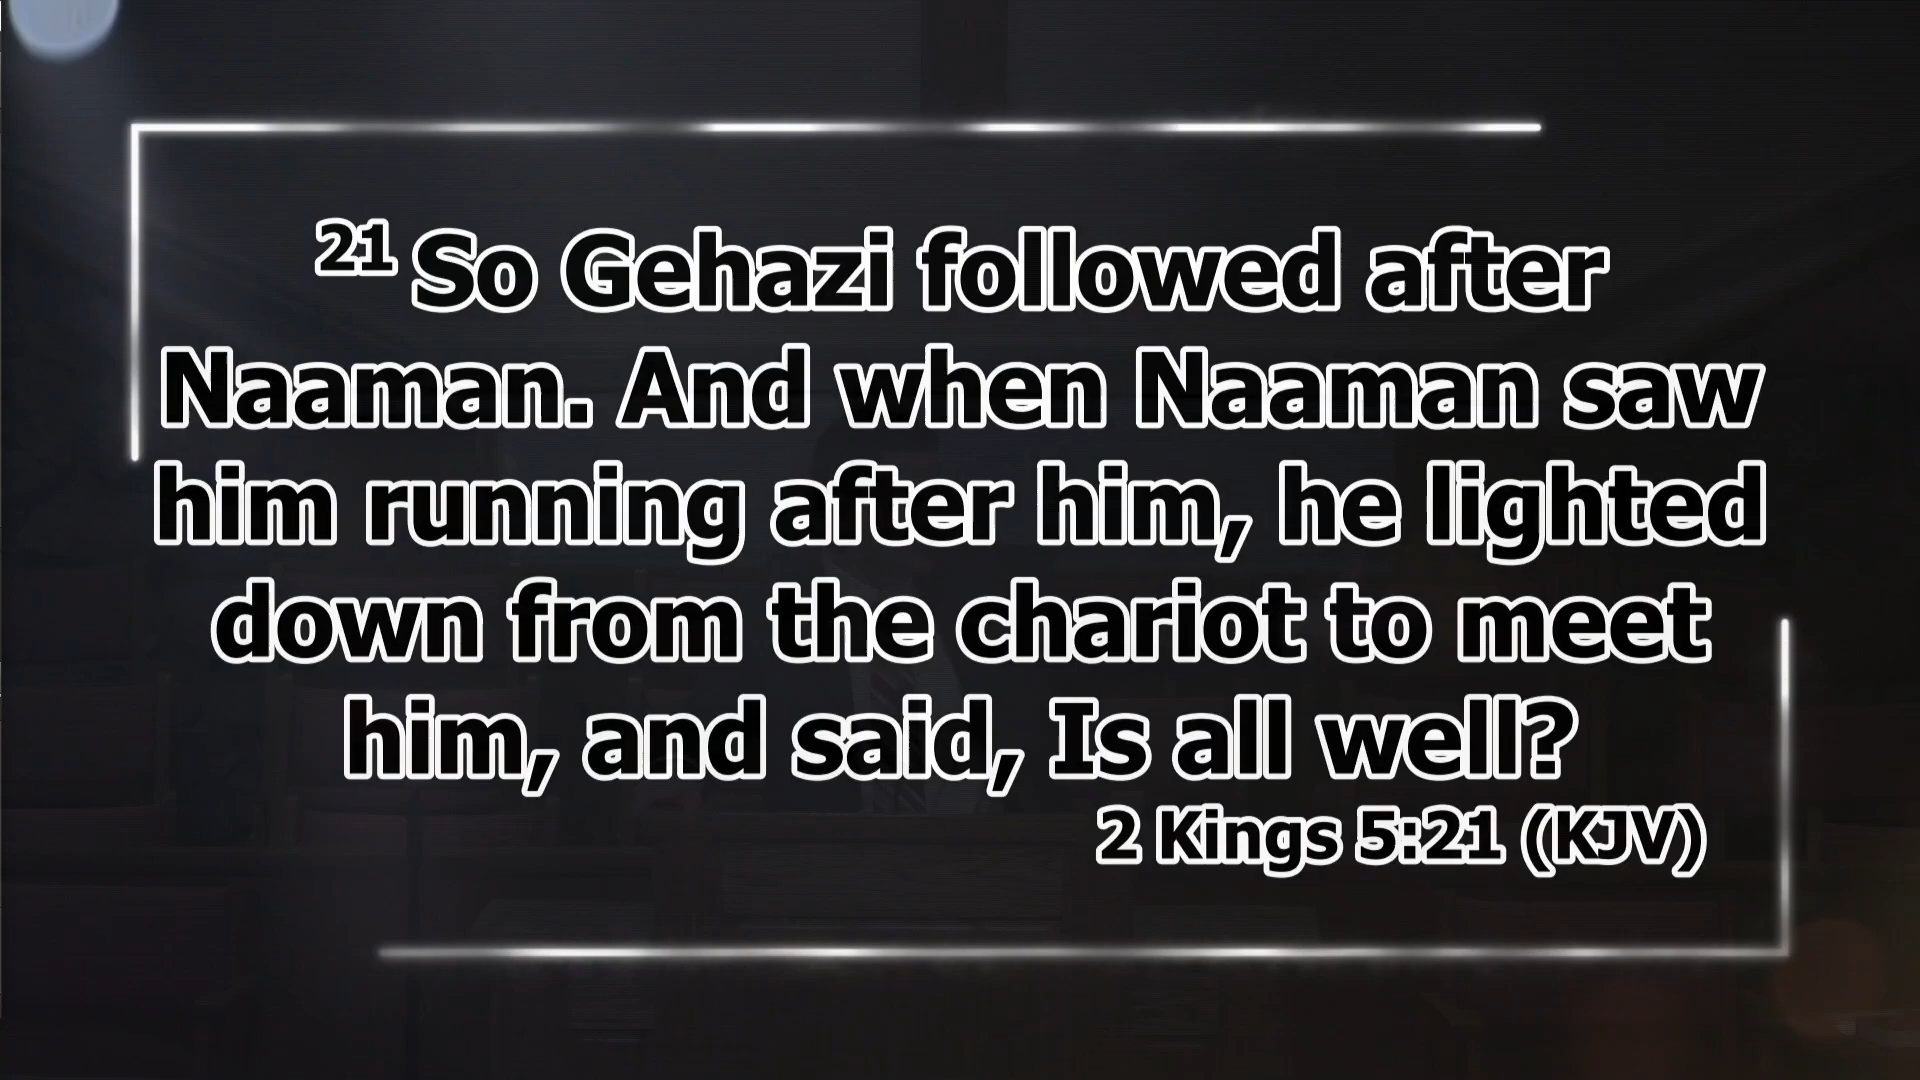 21 So Gehazi followed after
Naaman. And when Naaman saw
him running after him, he lighted
down from the chariot to meet
him, and said, Is all well?
2 Kings 5:21 (KJV)